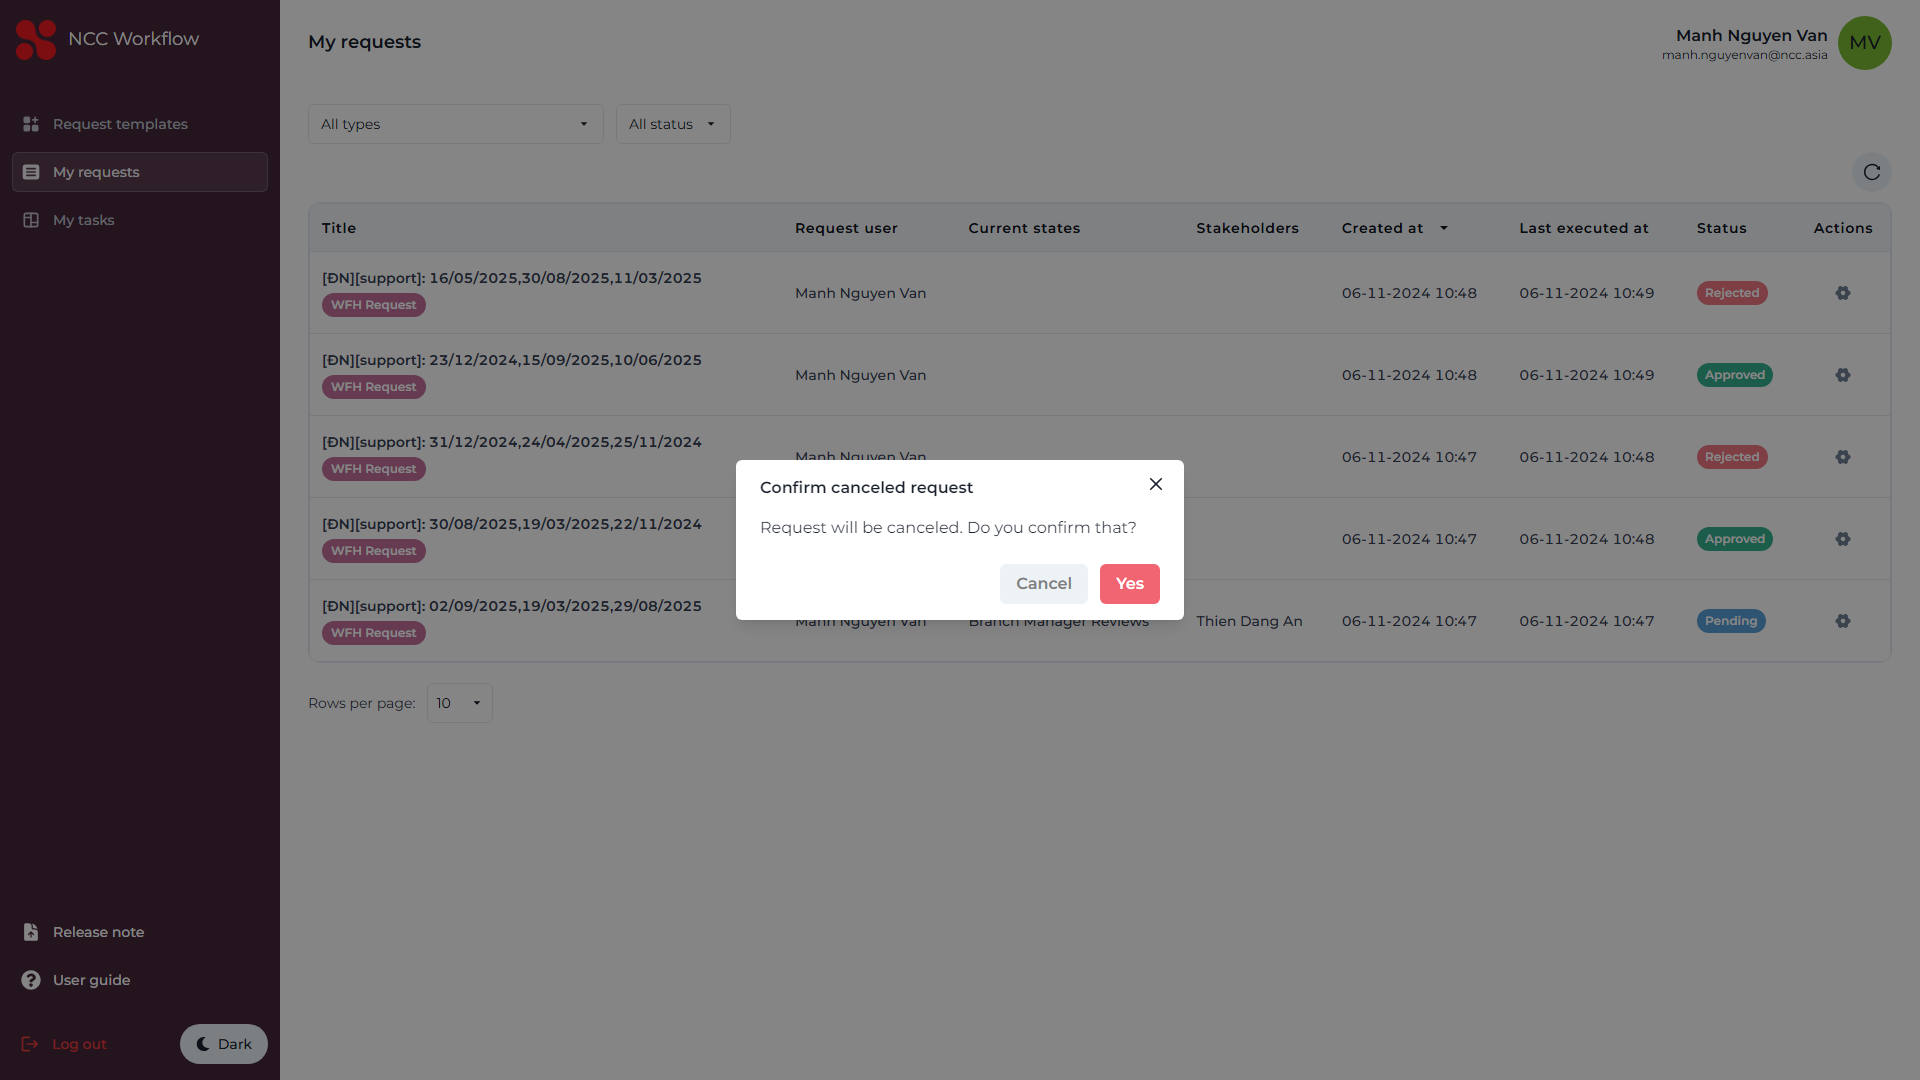 NCC Workflow
Request templates
My requests
My tasks
Release note
User guide
Log out
Dark
My requests
Manh Nguyen Van
manh.nguyenvan@ncc.asia
MV
All types
All status
Title Request user Current states Stakeholders Created at Last executed at Status Actions
[ĐN][support]: 16/05/2025,30/08/2025,11/03/2025
WFH Request
Manh Nguyen Van 06-11-2024 10:48 06-11-2024 10:49 Rejected
[ĐN][support]: 23/12/2024,15/09/2025,10/06/2025
WFH Request
Manh Nguyen Van 06-11-2024 10:48 06-11-2024 10:49 Approved
[ĐN][support]: 31/12/2024,24/04/2025,25/11/2024
WFH Request
Manh Nguyen Van 06-11-2024 10:47 06-11-2024 10:48 Rejected
[ĐN][support]: 30/08/2025,19/03/2025,22/11/2024
WFH Request
06-11-2024 10:47 06-11-2024 10:48 Approved
[ĐN][support]: 02/09/2025,19/03/2025,29/08/2025
WFH Request
Manh Nguyen Van Branch Manager Reviews Thien Dang An 06-11-2024 10:47 06-11-2024 10:47 Pending
Confirm canceled request
Request will be canceled. Do you confirm that?
Cancel Yes
Rows per page: 10